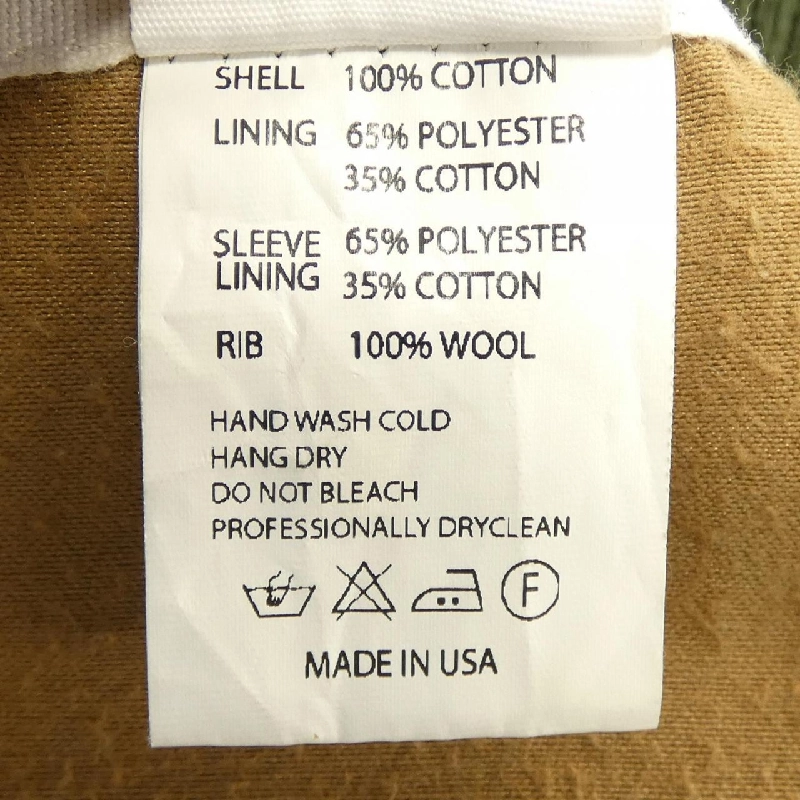 SHELL 100% COTTON
LINING 65% POLYESTER
35% COTTON
SLEEVE LINING 65% POLYESTER
35% COTTON
RIB 100% WOOL
HAND WASH COLD
HANG DRY
DO NOT BLEACH
PROFESSIONALLY DRYCLEAN
F
MADE IN USA